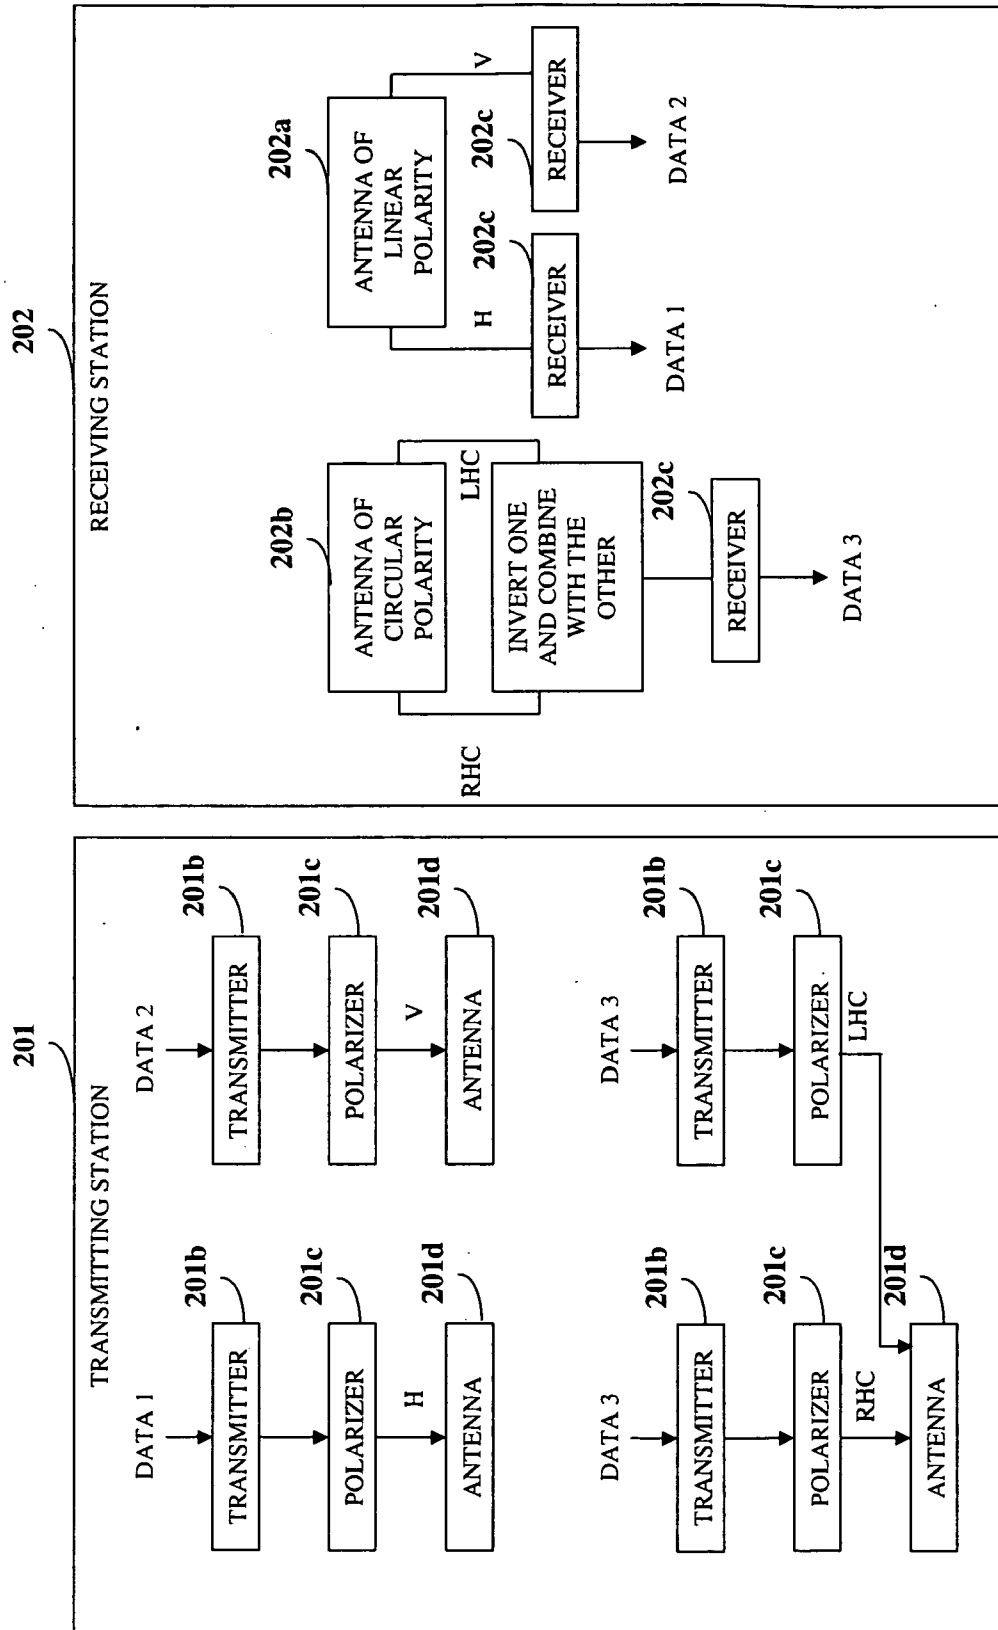 201
TRANSMITTING STATION
DATA 1
201b
TRANSMITTER
201c
POLARIZER
H
201d
ANTENNA
DATA 2
201b
TRANSMITTER
201c
POLARIZER
V
201d
ANTENNA
DATA 3
201b
TRANSMITTER
201c
POLARIZER
RHC
201d
ANTENNA
DATA 3
201b
TRANSMITTER
201c
POLARIZER
LHC
202
RECEIVING STATION
202b
ANTENNA OF
CIRCULAR
POLARITY
RHC
LHC
INVERT ONE
AND COMBINE
WITH THE
OTHER
202c
RECEIVER
DATA 3
202a
ANTENNA OF
LINEAR
POLARITY
H
202c
RECEIVER
DATA 1
V
202c
RECEIVER
DATA 2